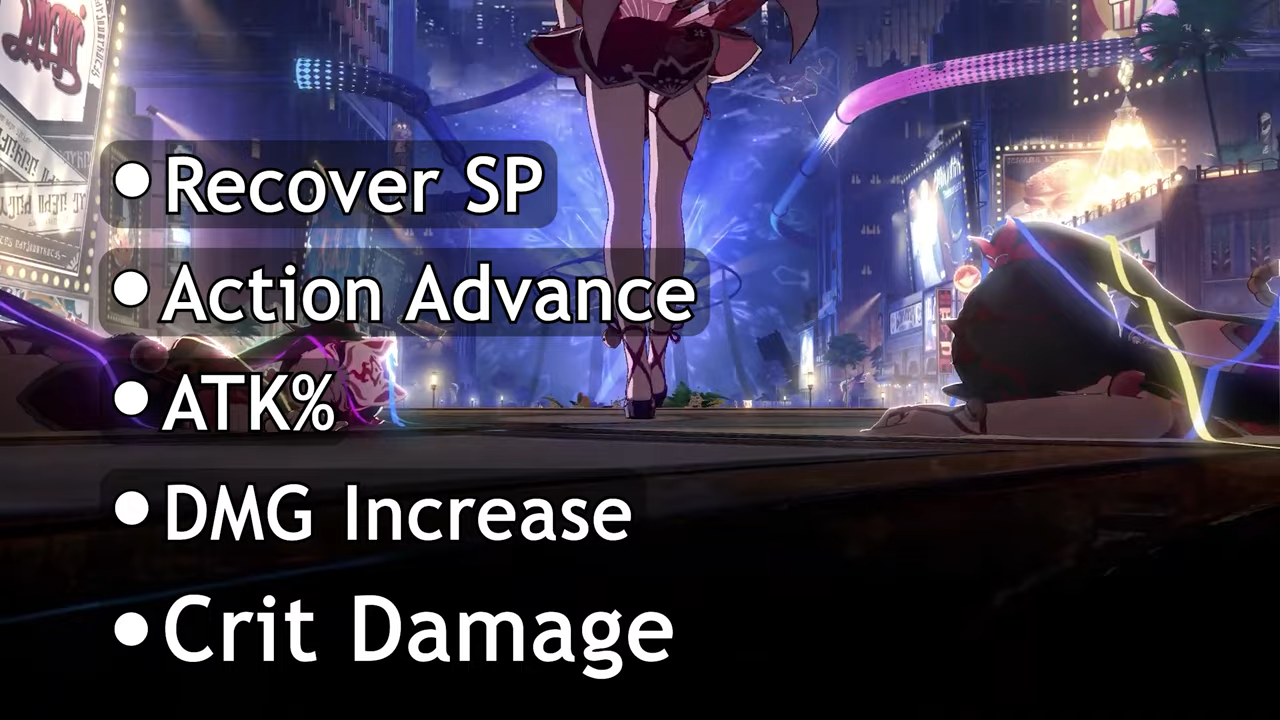 • Recover SP
• Action Advance
• ATK%
• DMG Increase
• Crit Damage